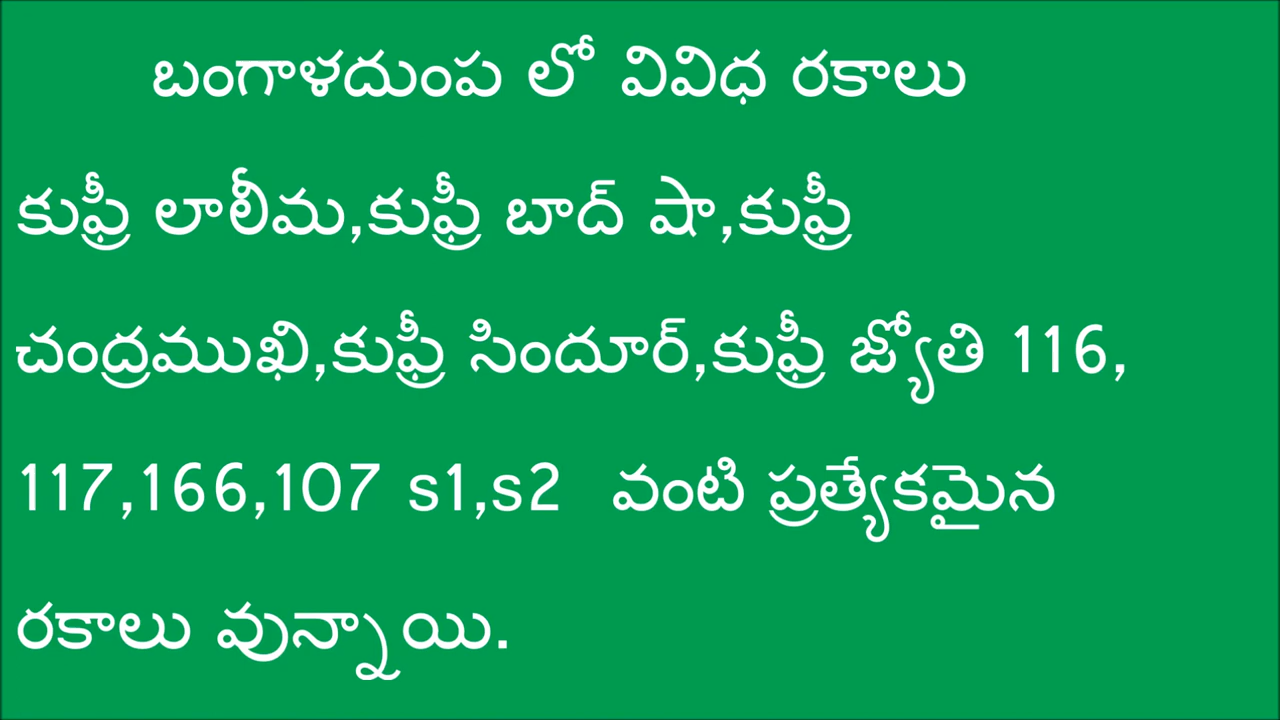 బంగాళదుంప లో వివిధ రకాలు
కుఫ్రీ లాలీమ,కుఫ్రీ బాద్ షా,కుఫ్రీ
చంద్రముఖి,కుఫ్రీ సిందూర్,కుఫ్రీ జ్యోతి 116,
117,166,107 s1,s2 వంటి ప్రత్యేకమైన
రకాలు వున్నాయి.